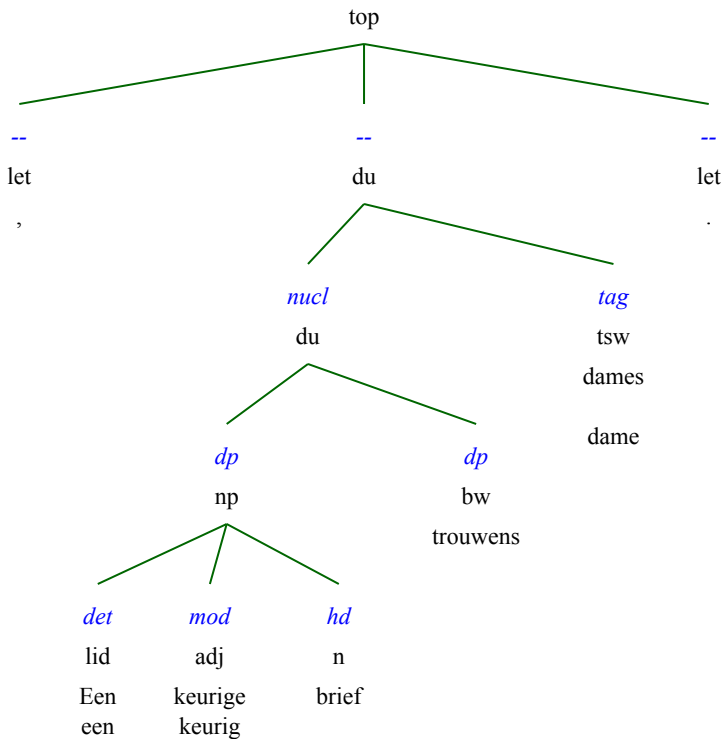 top
-- -- --
let du let
, .
nucl tag
du tsw
dames
dame
dp dp
np bw
trouwens
det mod hd
lid adj n
Een keurige brief
een keurig